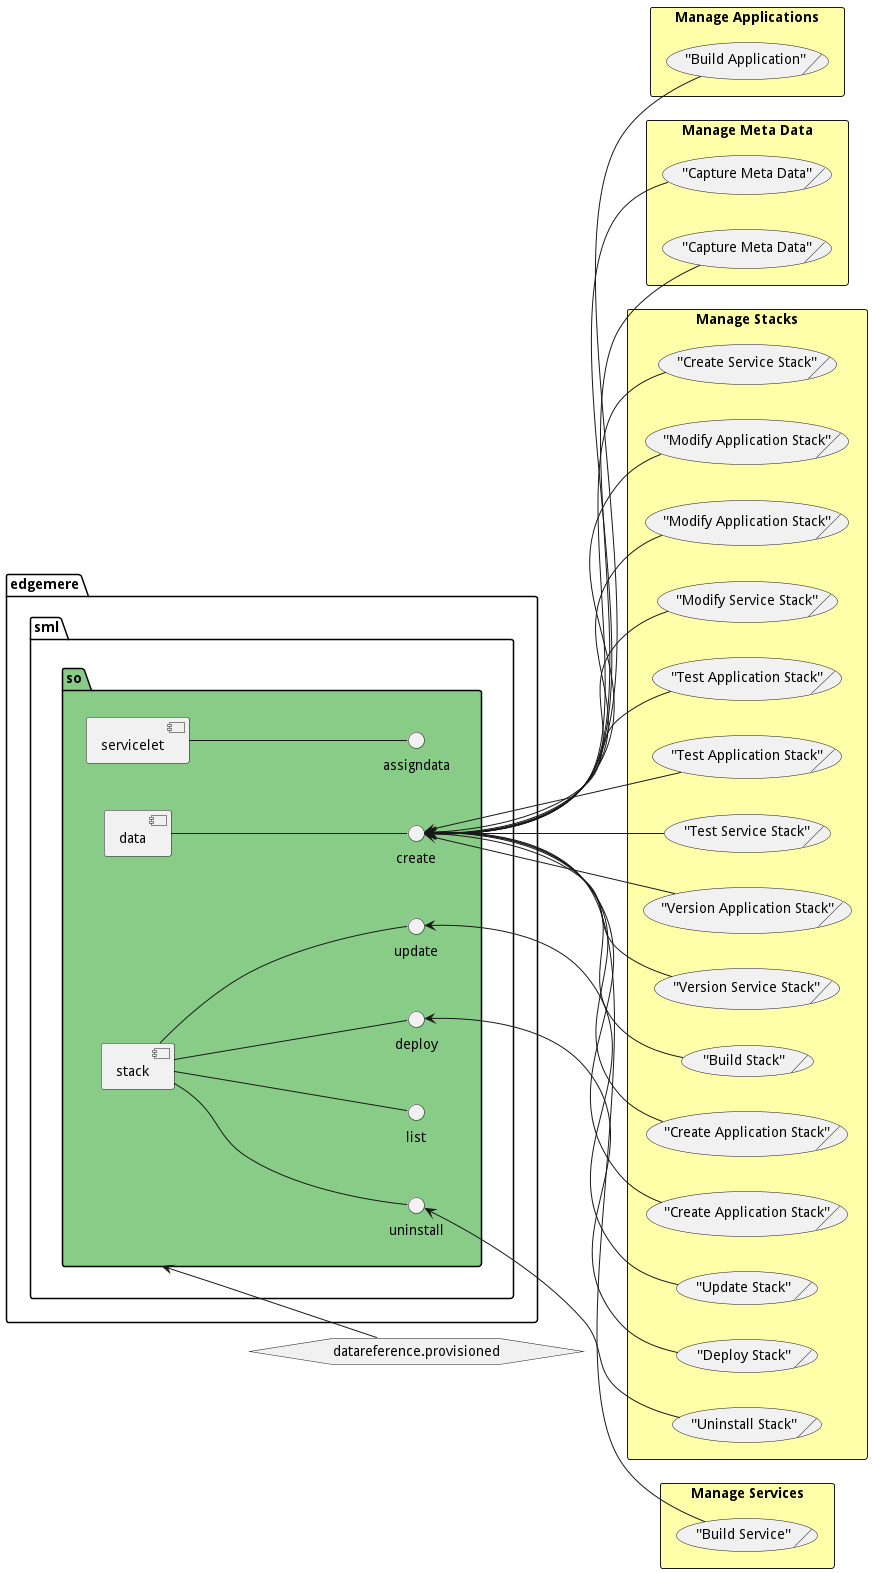 Manage Applications
"Build Application"
Manage Meta Data
"Capture Meta Data"
"Capture Meta Data"
Manage Stacks
"Create Service Stack"
"Modify Application Stack"
"Modify Application Stack"
"Modify Service Stack"
"Test Application Stack"
"Test Application Stack"
"Test Service Stack"
"Version Application Stack"
"Version Service Stack"
"Build Stack"
"Create Application Stack"
"Create Application Stack"
"Update Stack"
"Deploy Stack"
"Uninstall Stack"
Manage Services
"Build Service"
edgemere
sml
so
servicelet
assigndata
data
create
update
deploy
stack
list
uninstall
datareference.provisioned